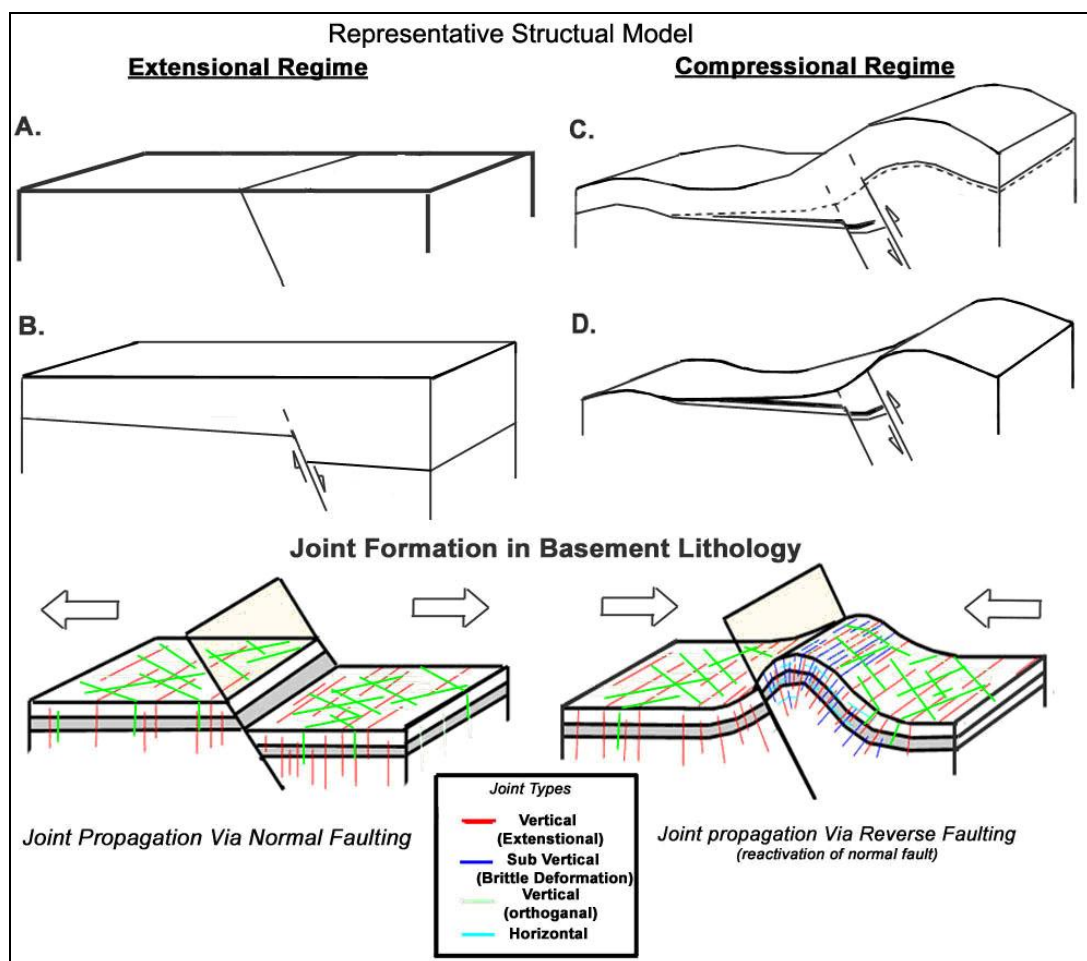 Representative Structual Model
Extensional Regime
Compressional Regime
A.
C.
B.
D.
Joint Formation in Basement Lithology
Joint Propagation Via Normal Faulting
Joint propagation Via Reverse Faulting
(reactivation of normal fault)
Joint Types
Vertical
(Extenstional)
Sub Vertical
(Brittle Deformation)
Vertical
(orthoganal)
Horizontal